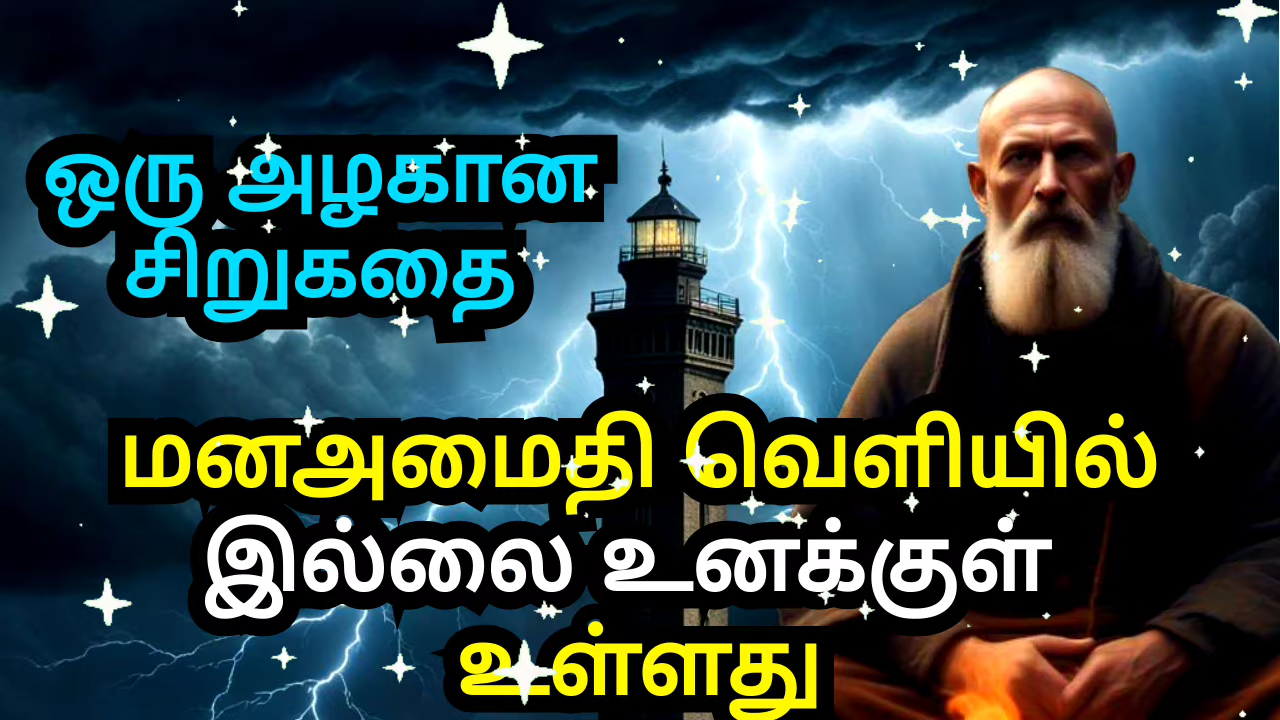 ஒரு அழகான
சிறுகதை
மனஅமைதி வெளியில்
இல்லை உனக்குள்
உள்ளது